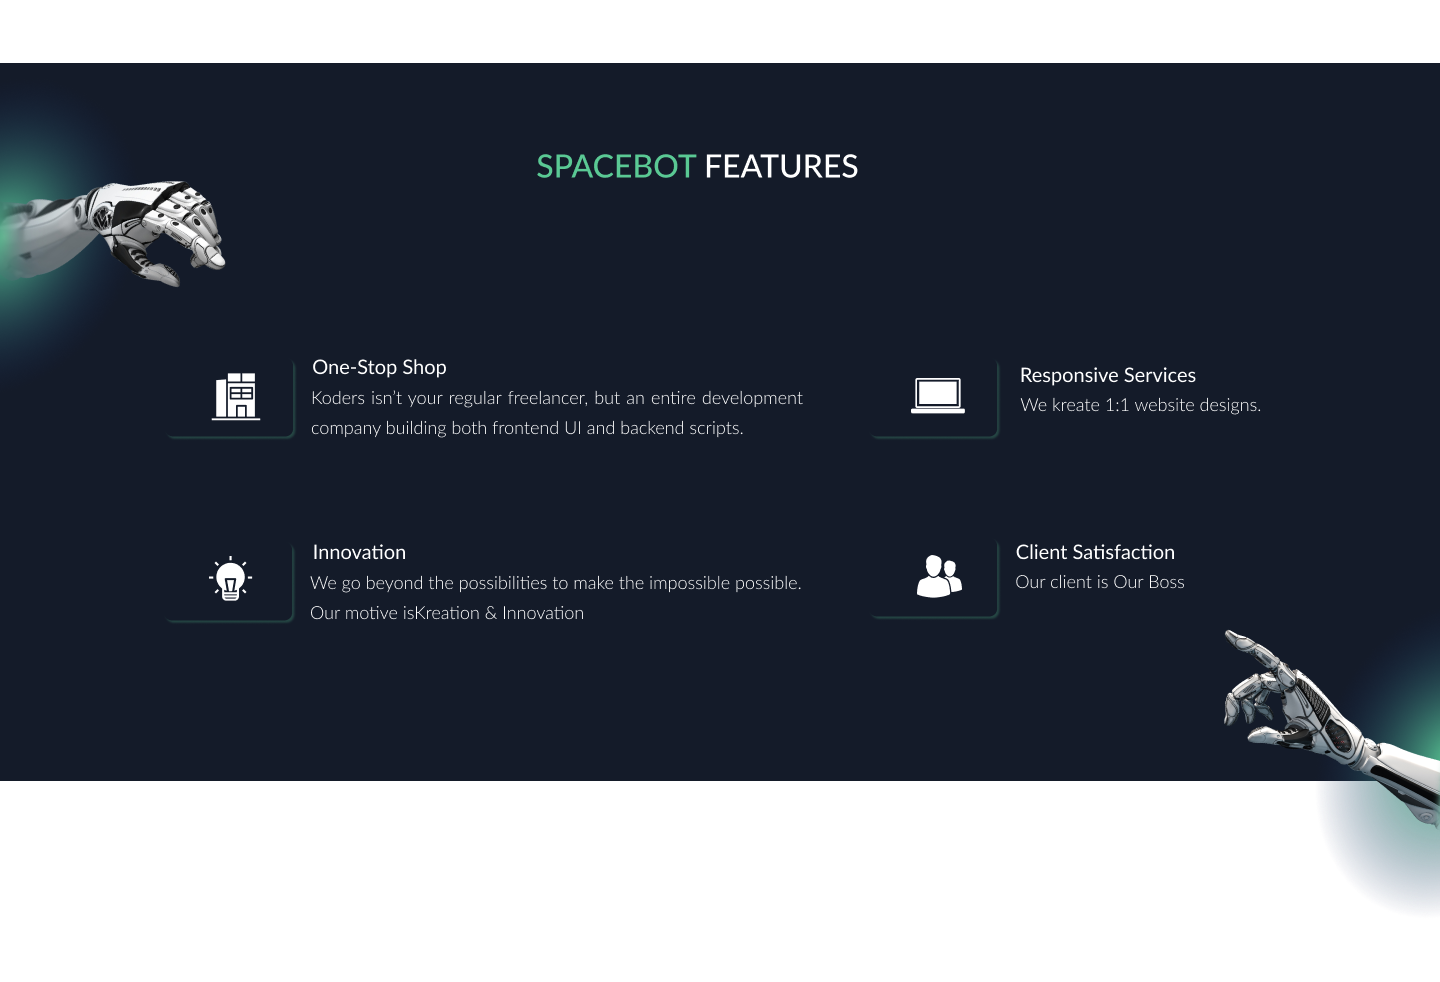 SPACEBOT FEATURES
One-Stop Shop
Koders isn’t your regular freelancer, but an entire development
company building both frontend UI and backend scripts.
Responsive Services
We kreate 1:1 website designs.
Innovation
We go beyond the possibilities to make the impossible possible.
Our motive isKreation & Innovation
Client Satisfaction
Our client is Our Boss